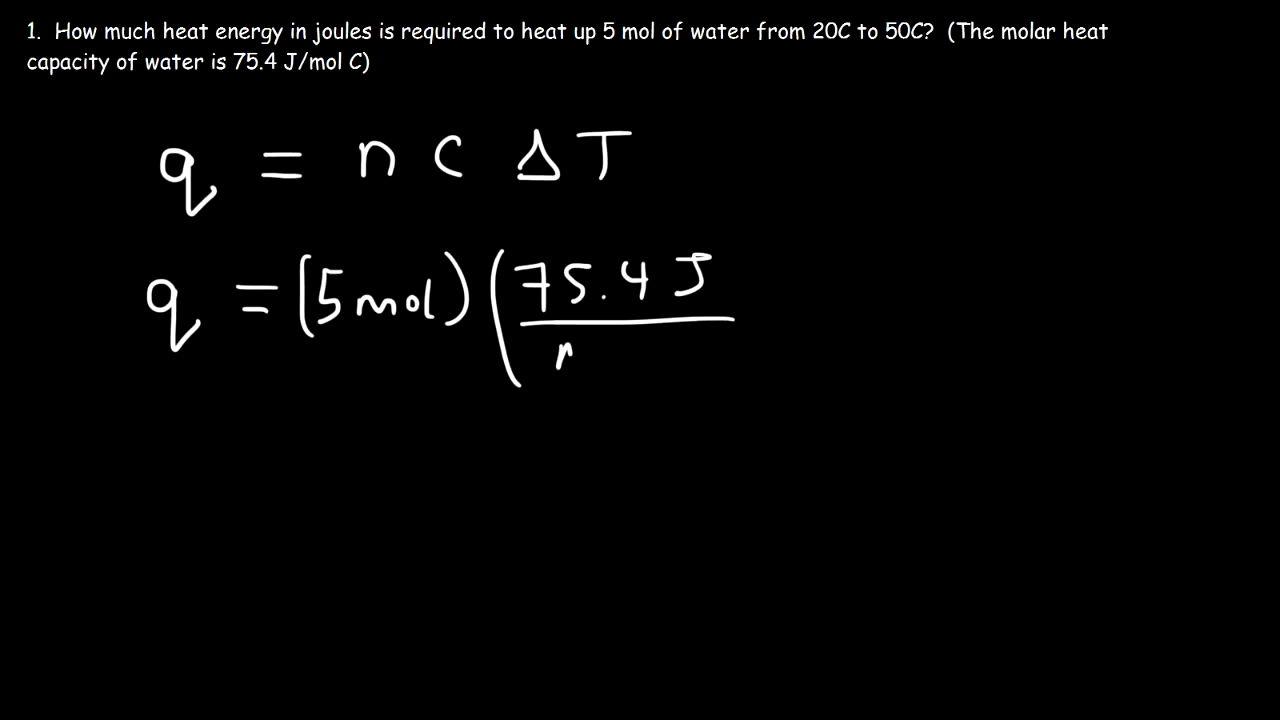 1. How much heat energy in joules is required to heat up 5 mol of water from 20C to 50C? (The molar heat
capacity of water is 75.4 J/mol C)
q = n C Δ T
q = (5 mol) (75.4 J